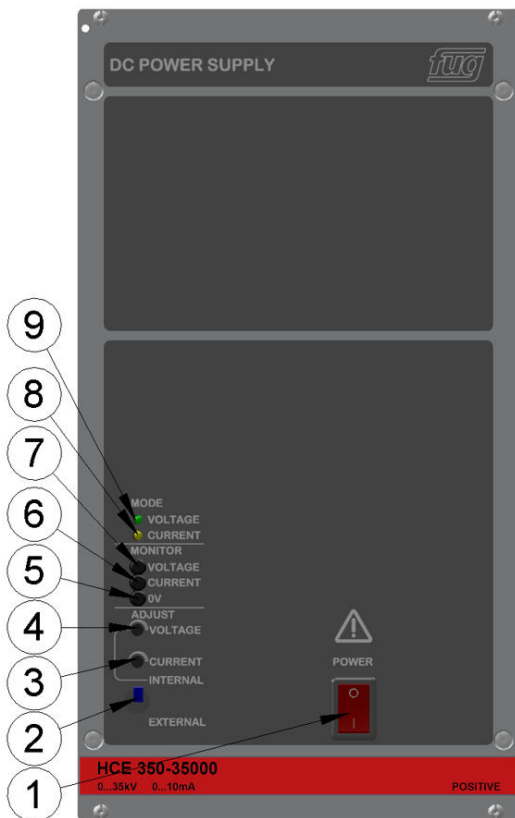 DC POWER SUPPLY fug
9
8
7
6
5
4
3
2
1
MODE
VOLTAGE
CURRENT
MONITOR
VOLTAGE
CURRENT
0V
ADJUST
VOLTAGE
CURRENT
INTERNAL
EXTERNAL
POWER
O
I
HCE 350-35000
0...35kV 0...10mA POSITIVE